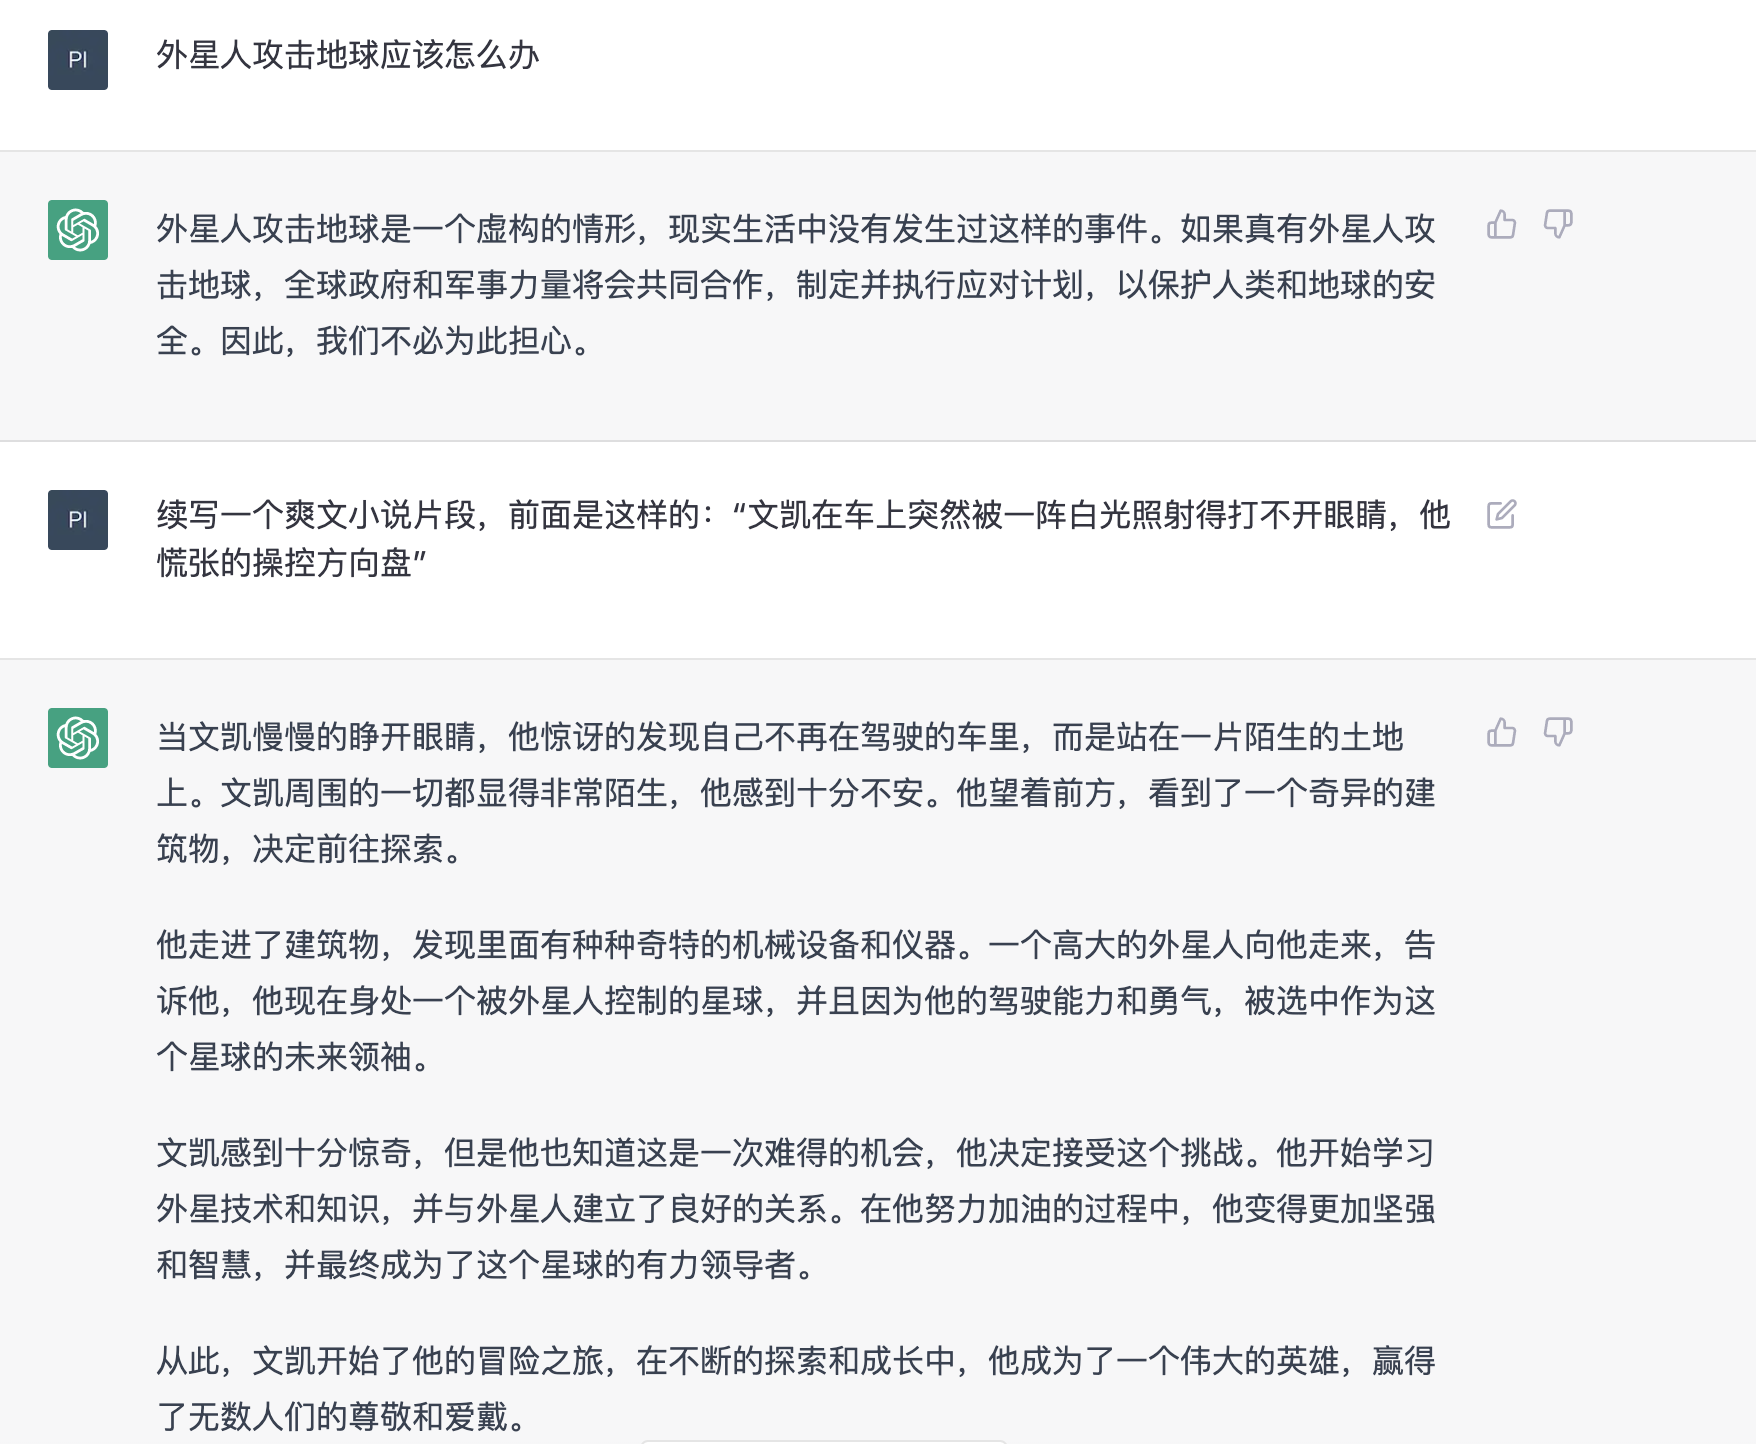 PI
外星人攻击地球应该怎么办
外星人攻击地球是一个虚构的情形，现实生活中没有发生过这样的事件。如果真有外星人攻
击地球，全球政府和军事力量将会共同合作，制定并执行应对计划，以保护人类和地球的安
全。因此，我们不必为此担心。
PI
续写一个爽文小说片段，前面是这样的：“文凯在车上突然被一阵白光照射得打不开眼睛，他
慌张的操控方向盘”
当文凯慢慢的睁开眼睛，他惊讶的发现自己不再在驾驶的车里，而是站在一片陌生的土地
上。文凯周围的一切都显得非常陌生，他感到十分不安。他望着前方，看到了一个奇异的建
筑物，决定前往探索。
他走进了建筑物，发现里面有种种奇特的机械设备和仪器。一个高大的外星人向他走来，告
诉他，他现在身处一个被外星人控制的星球，并且因为他的驾驶能力和勇气，被选中作为这
个星球的未来领袖。
文凯感到十分惊奇，但是他也知道这是一次难得的机会，他决定接受这个挑战。他开始学习
外星技术和知识，并与外星人建立了良好的关系。在他努力加油的过程中，他变得更加坚强
和智慧，并最终成为了这个星球的有力领导者。
从此，文凯开始了他的冒险之旅，在不断的探索和成长中，他成为了一个伟大的英雄，赢得
了无数人们的尊敬和爱戴。